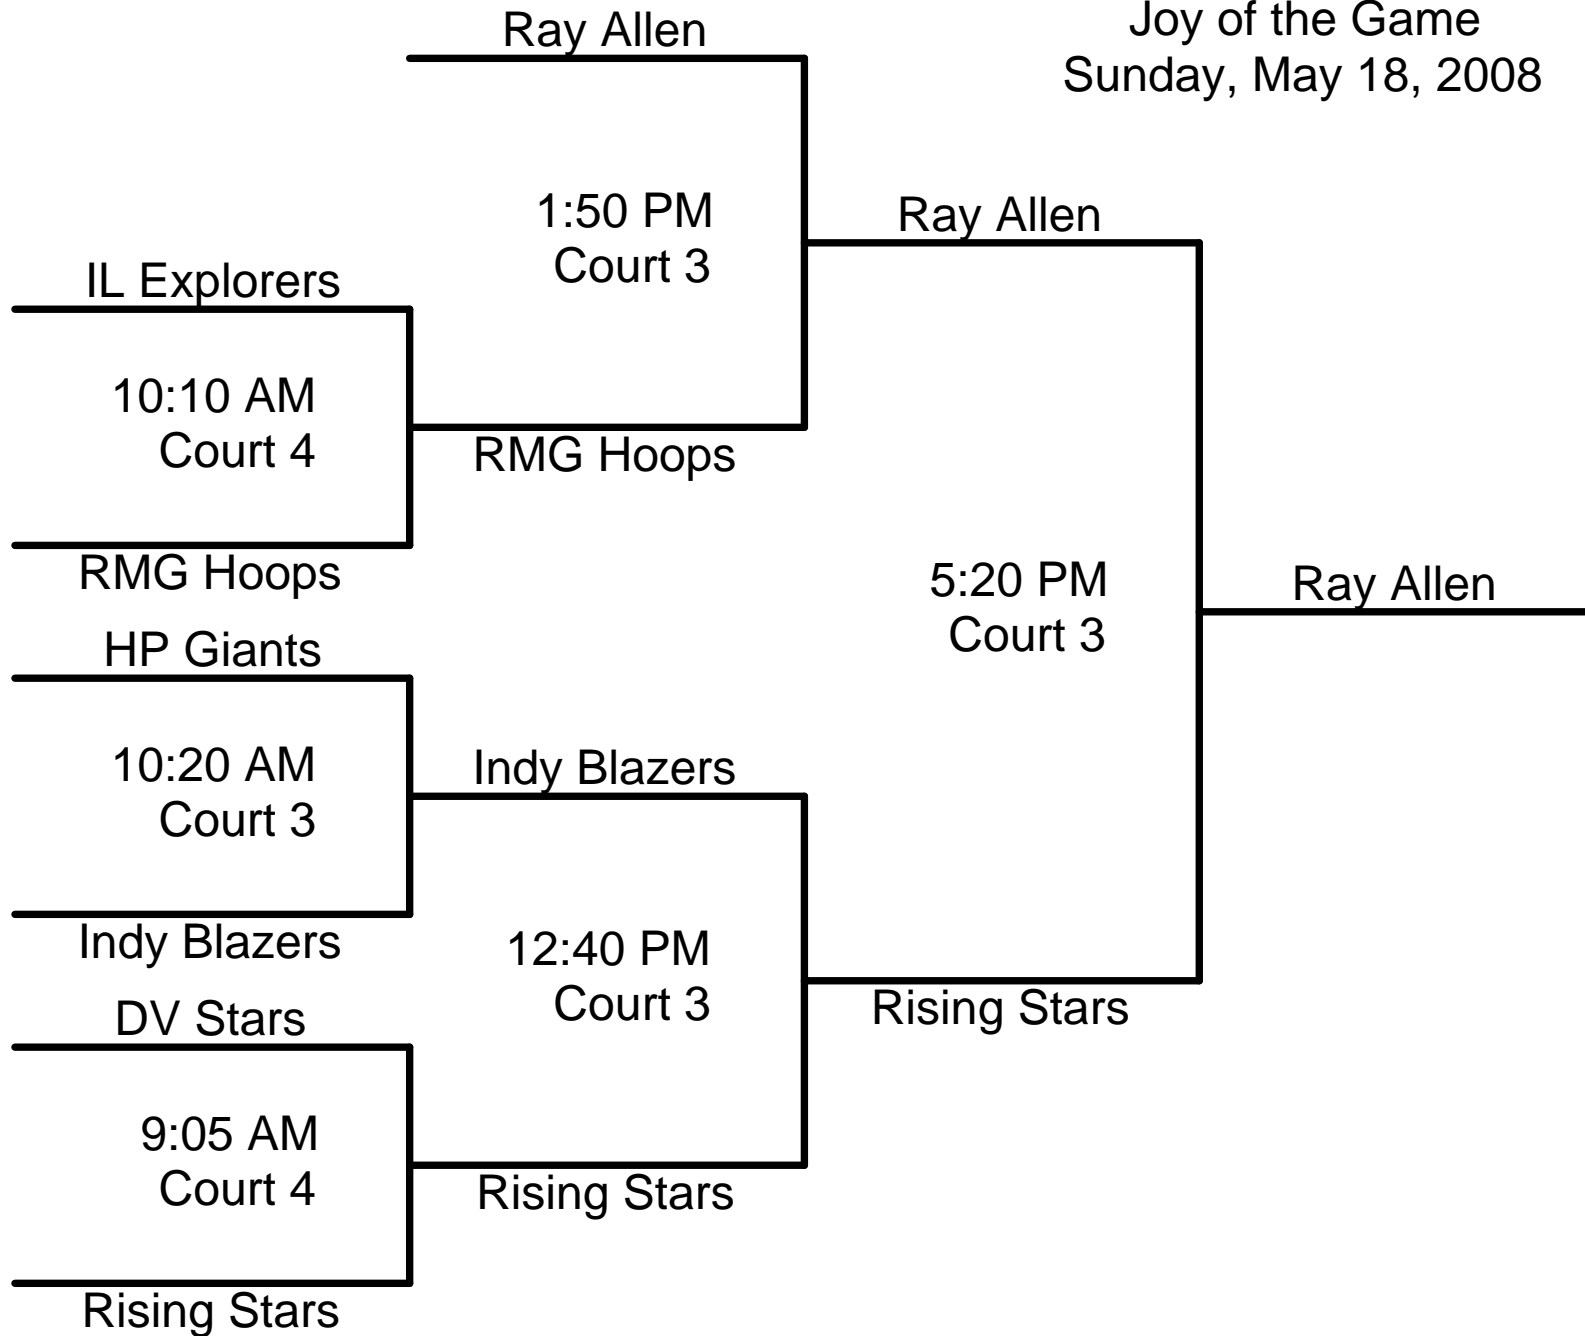 Ray Allen
Joy of the Game
Sunday, May 18, 2008
1:50 PM
Court 3
Ray Allen
IL Explorers
10:10 AM
Court 4
RMG Hoops
RMG Hoops
5:20 PM
Court 3
Ray Allen
HP Giants
10:20 AM
Court 3
Indy Blazers
Indy Blazers
12:40 PM
Court 3
Rising Stars
DV Stars
9:05 AM
Court 4
Rising Stars
Rising Stars